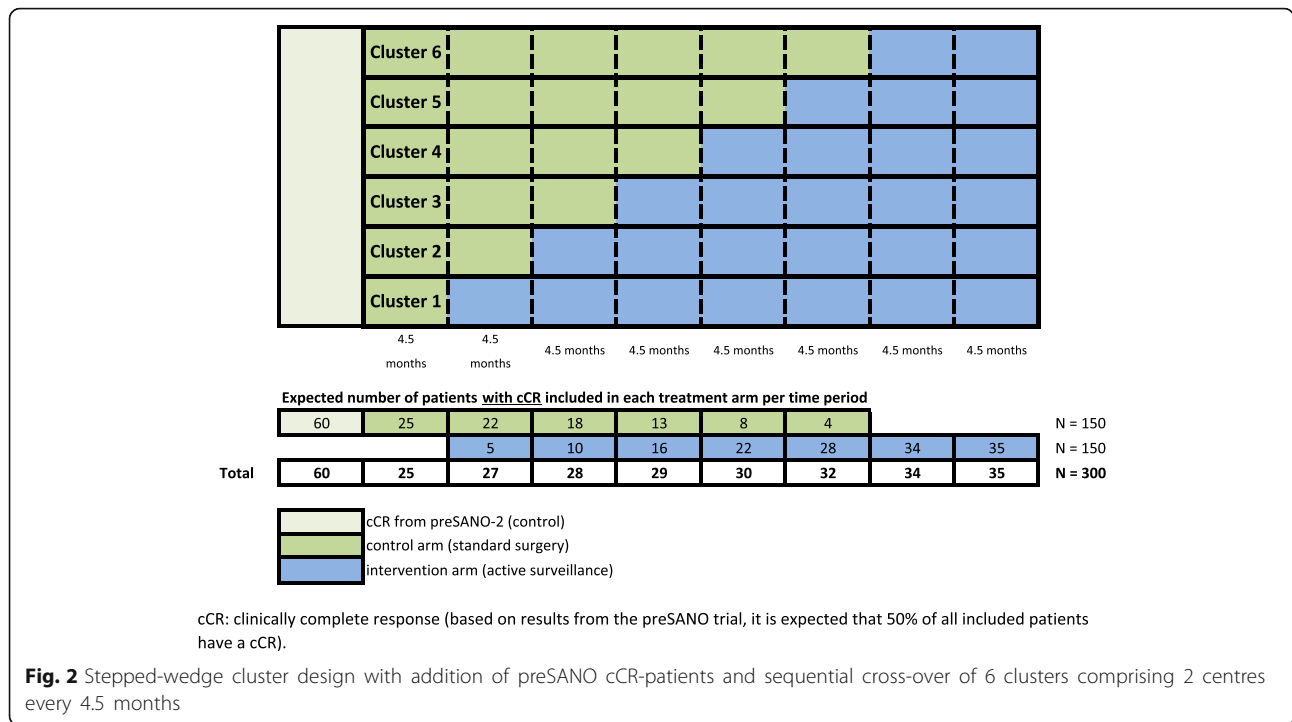 Cluster 6
Cluster 5
Cluster 4
Cluster 3
Cluster 2
Cluster 1
4.5 months 4.5 months 4.5 months 4.5 months 4.5 months 4.5 months 4.5 months 4.5 months
Expected number of patients with cCR included in each treatment arm per time period
60 25 22 18 13 8 4 N = 150
5 10 16 22 28 34 35 N = 150
Total 60 25 27 28 29 30 32 34 35 N = 300
cCR from preSANO-2 (control)
control arm (standard surgery)
intervention arm (active surveillance)
cCR: clinically complete response (based on results from the preSANO trial, it is expected that 50% of all included patients
have a cCR).
Fig. 2 Stepped-wedge cluster design with addition of preSANO cCR-patients and sequential cross-over of 6 clusters comprising 2 centres
every 4.5 months